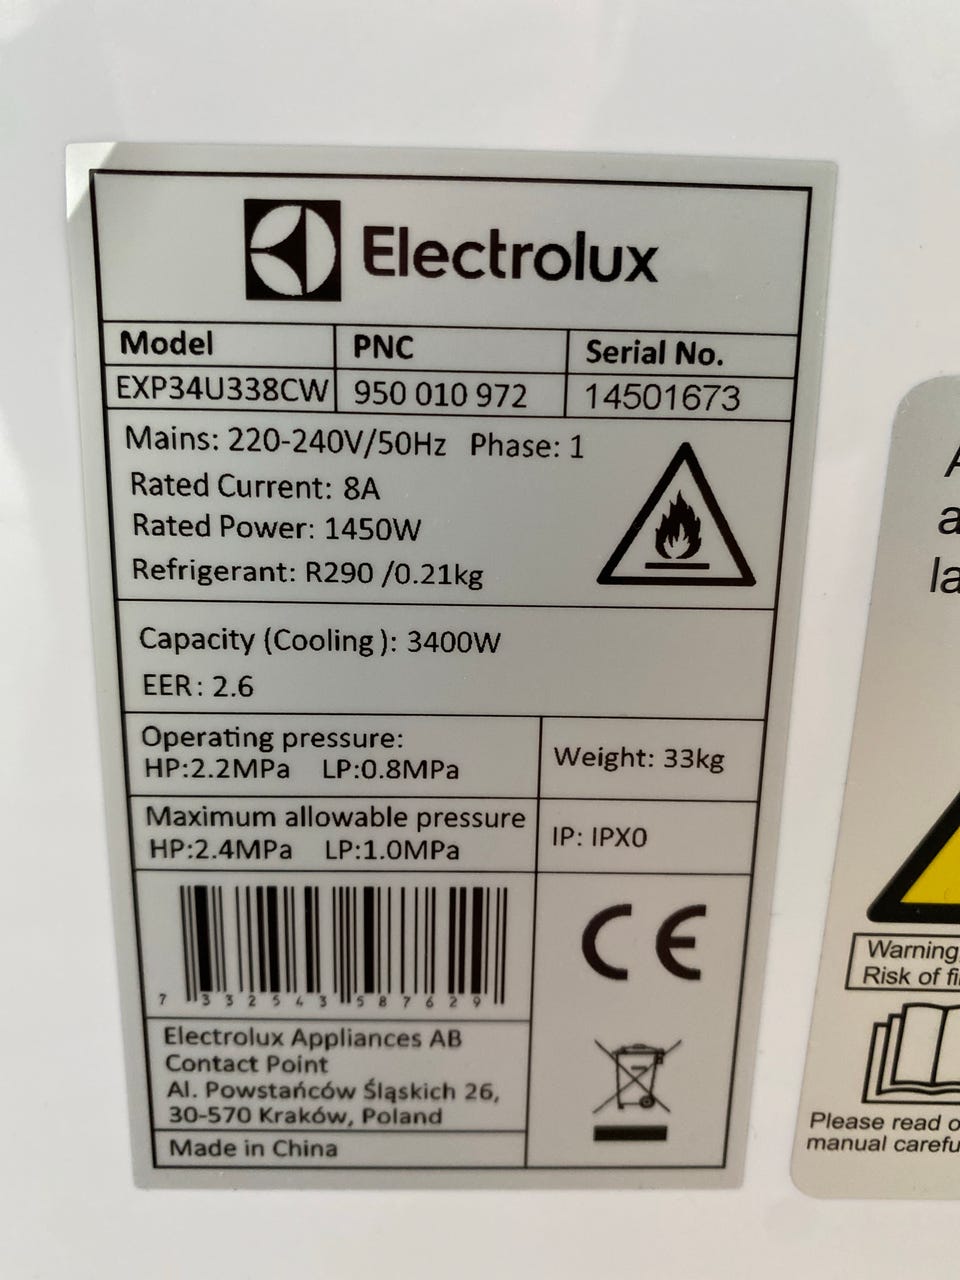 Electrolux
Model PNC Serial No.
EXP34U338CW 950 010 972 14501673
Mains: 220-240V/50Hz Phase: 1
Rated Current: 8A
Rated Power: 1450W
Refrigerant: R290 /0.21kg
Capacity (Cooling): 3400W
EER: 2.6
Operating pressure:
HP:2.2MPa LP:0.8MPa
Weight: 33kg
Maximum allowable pressure
HP:2.4MPa LP:1.0MPa
IP: IPX0
CE
7 332543 587629
Electrolux Appliances AB
Contact Point
Al. Powstańców Śląskich 26,
30-570 Kraków, Poland
Made in China
A
a
la
Warning,
Risk of fi
Please read o
manual carefu